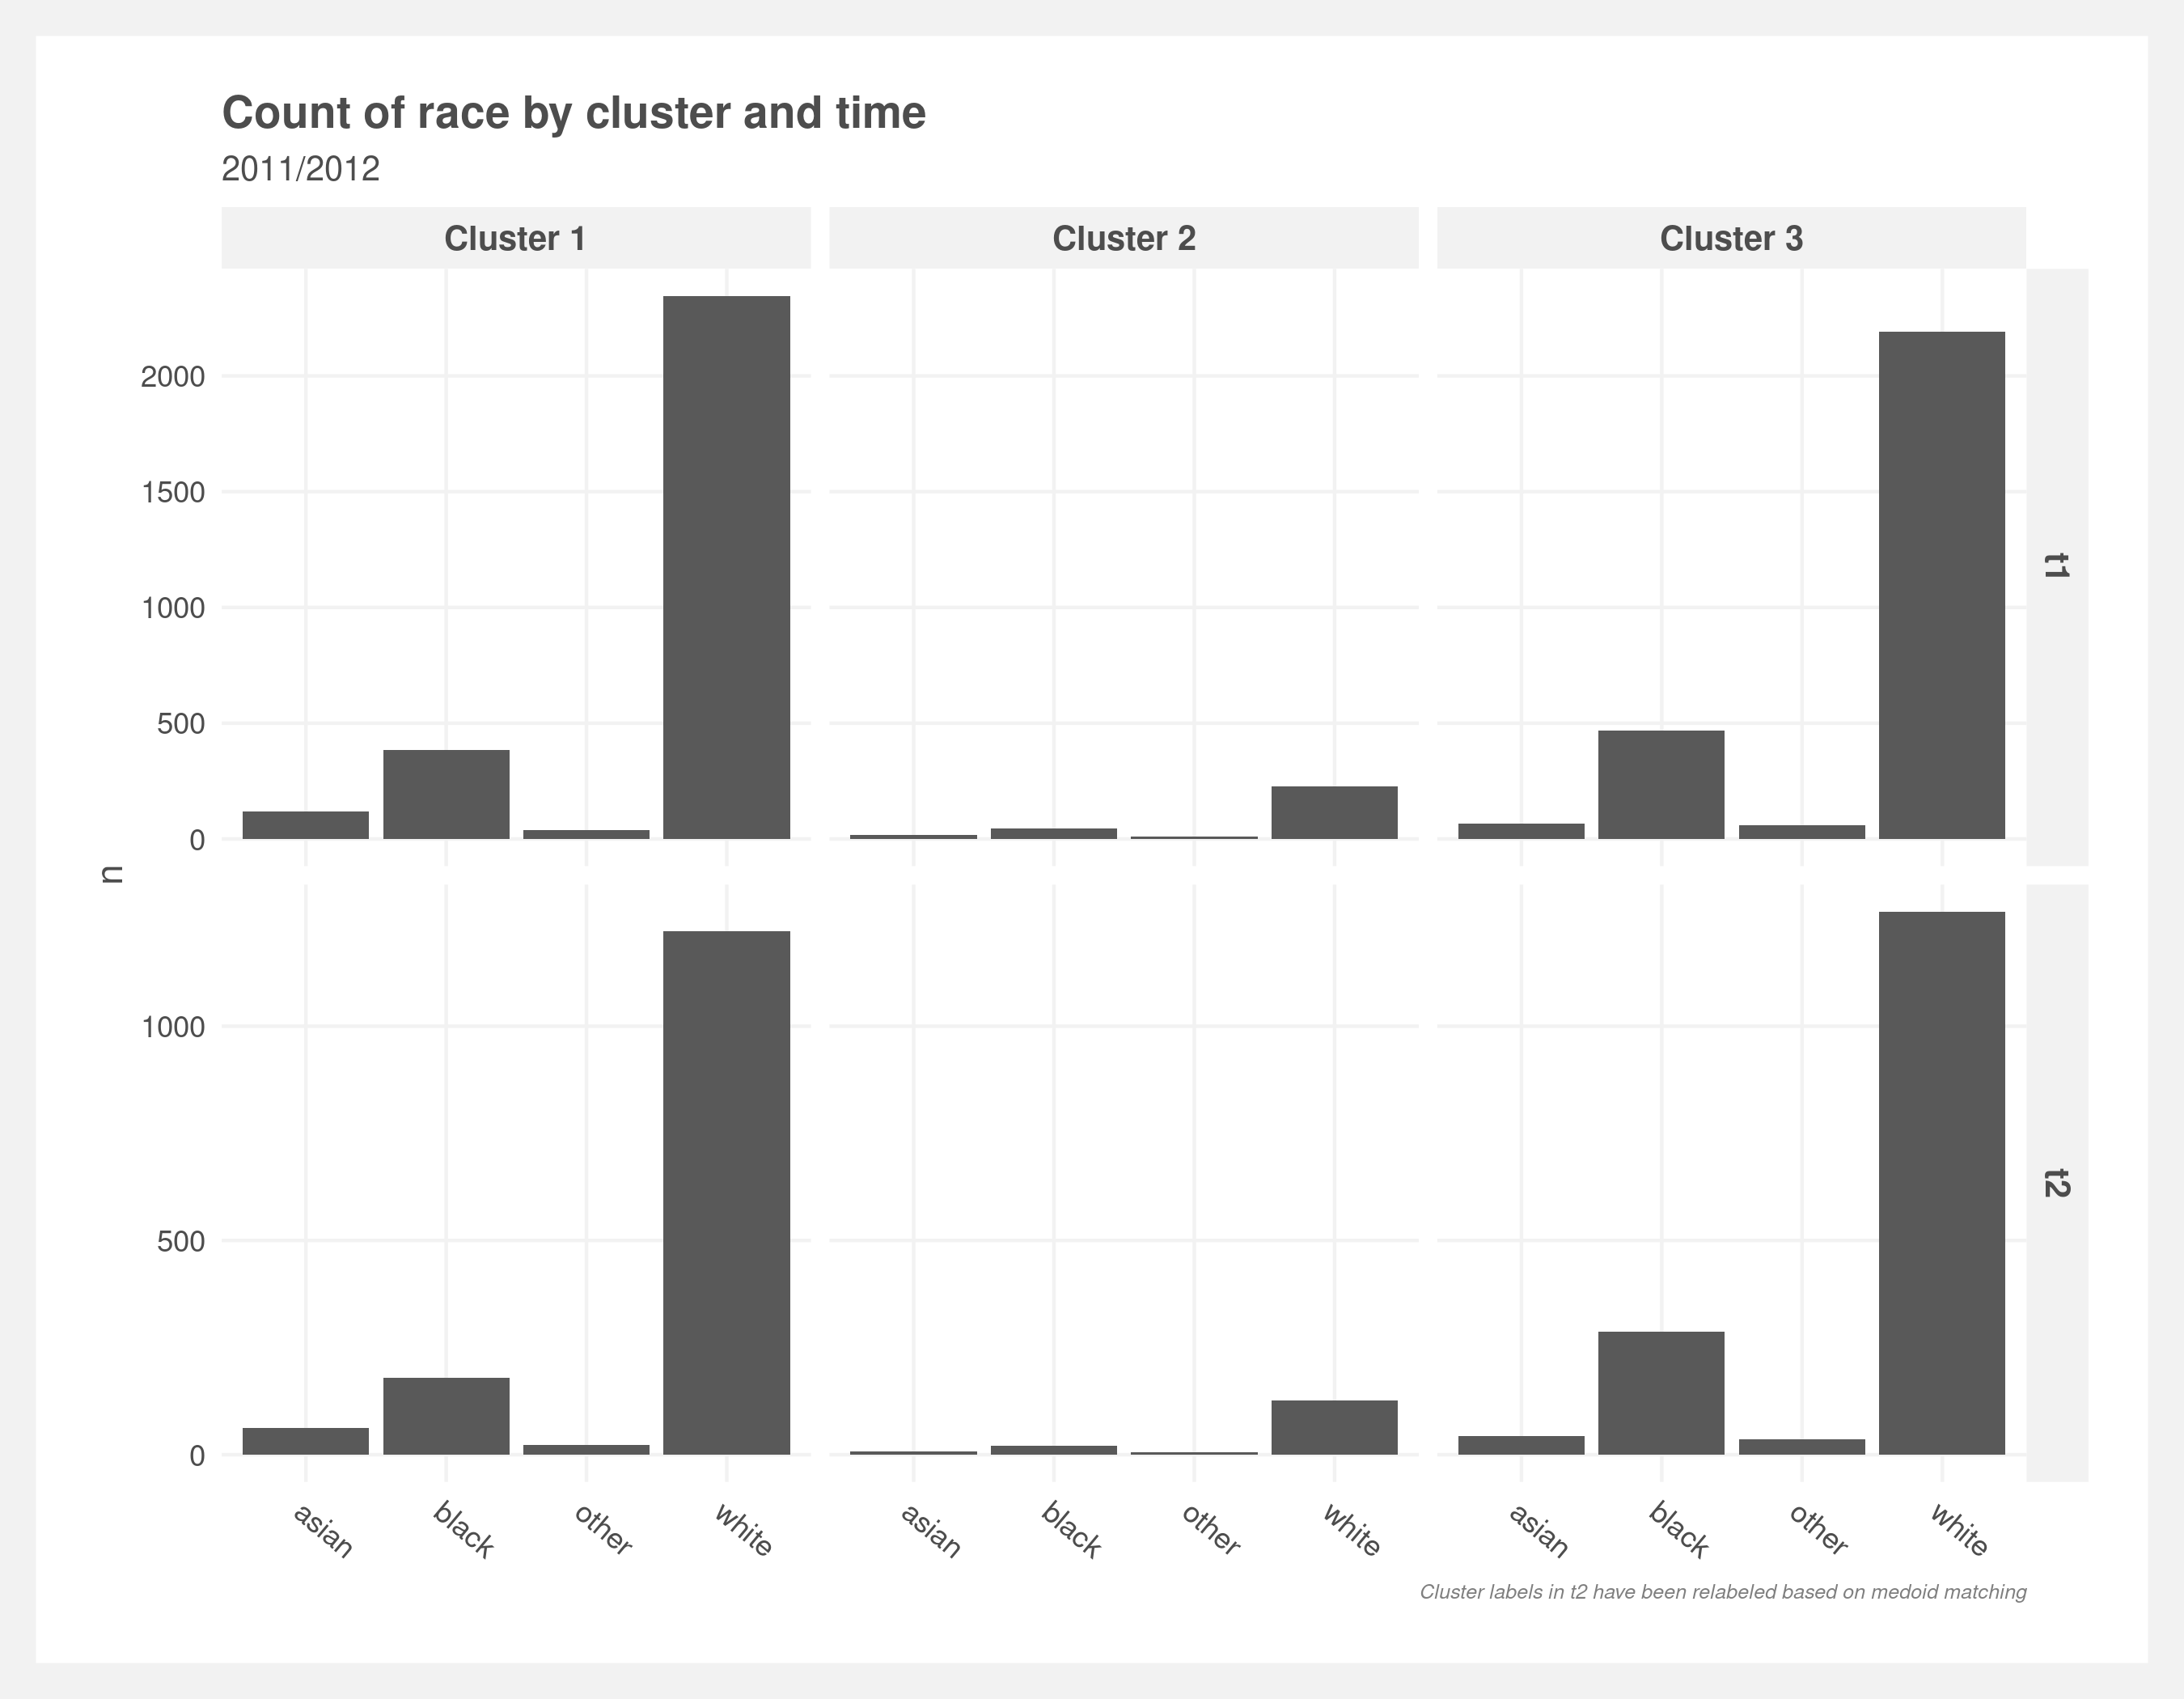 Count of race by cluster and time
2011/2012
Cluster 1 Cluster 2 Cluster 3
2000
1500
1000
500
0
t1
n
1000
500
0
t2
asian black other white asian black other white asian black other white
Cluster labels in t2 have been relabeled based on medoid matching